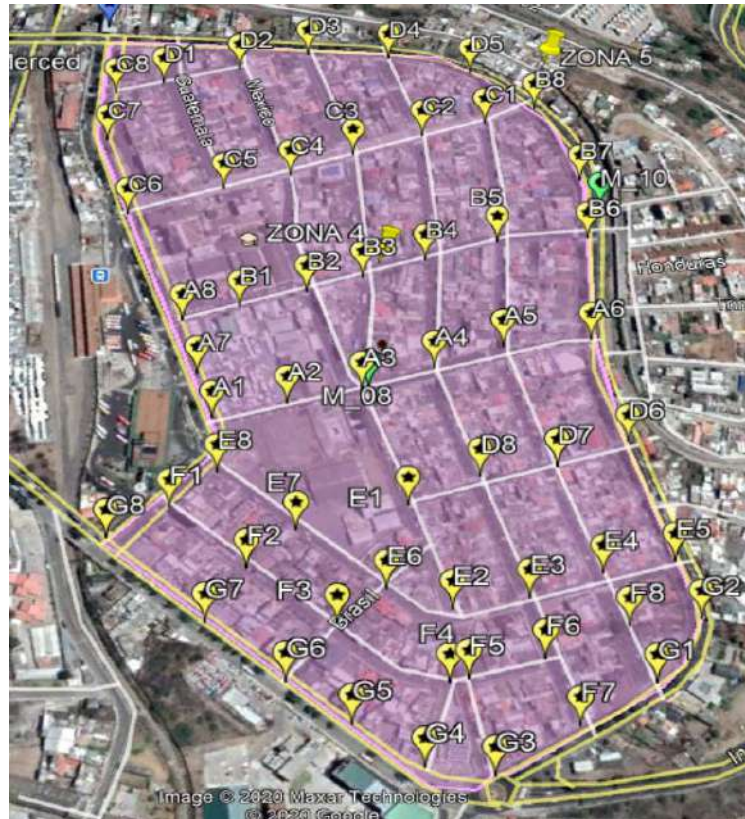 D3
D4
D1
D2
D5
ZONA 5
Merced
C8
B8
Guatemala
Mexico
C7
C3
C2
C1
C5
C4
B7
M_10
C6
B5
B6
ZONA 4
B3
B4
Honduras
A8
B1
B2
A5
A6
A7
A4
A3
A1
A2
M_08
D6
E8
D8
D7
F1
E7
E1
G8
F2
E6
E3
E4
E5
E2
G7
F3
Brasil
F8
G2
G6
F4
F5
F6
G1
G5
F7
G4
G3
Image © 2020 Maxar Technologies
© 2020 Google